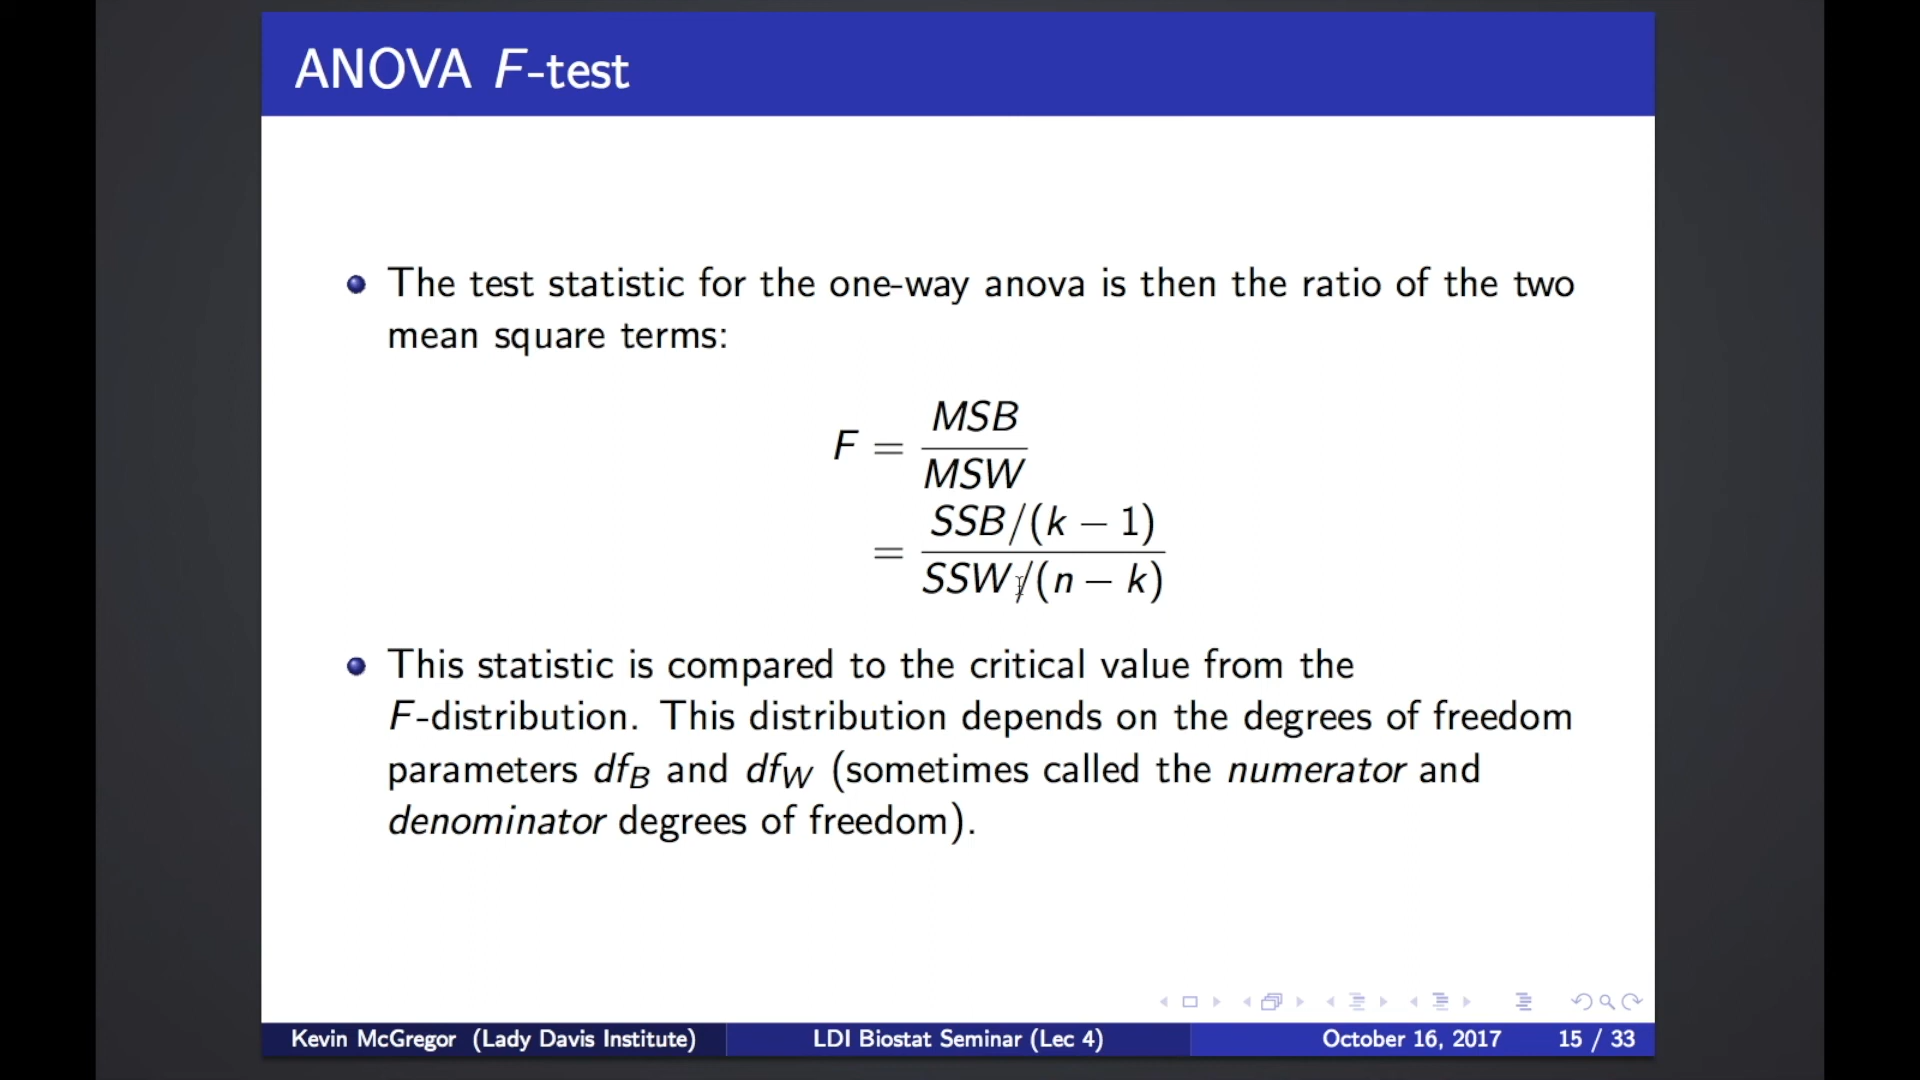 ANOVA F-test
The test statistic for the one-way anova is then the ratio of the two
mean square terms:
F = MSB / MSW
= SSB/(k − 1) / SSW/(n − k)
This statistic is compared to the critical value from the
F-distribution. This distribution depends on the degrees of freedom
parameters df_B and df_W (sometimes called the numerator and
denominator degrees of freedom).
Kevin McGregor (Lady Davis Institute) LDI Biostat Seminar (Lec 4) October 16, 2017 15 / 33